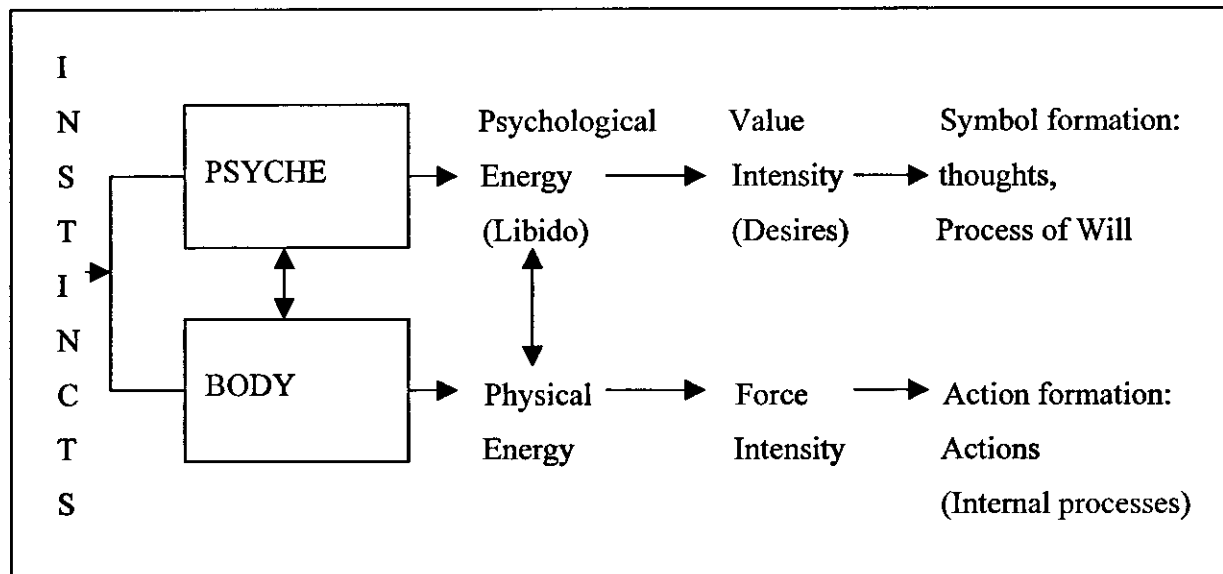 INSTINCTS
PSYCHE
Psychological
Energy
(Libido)
Value
Intensity
(Desires)
Symbol formation:
thoughts,
Process of Will
BODY
Physical
Energy
Force
Intensity
Action formation:
Actions
(Internal processes)